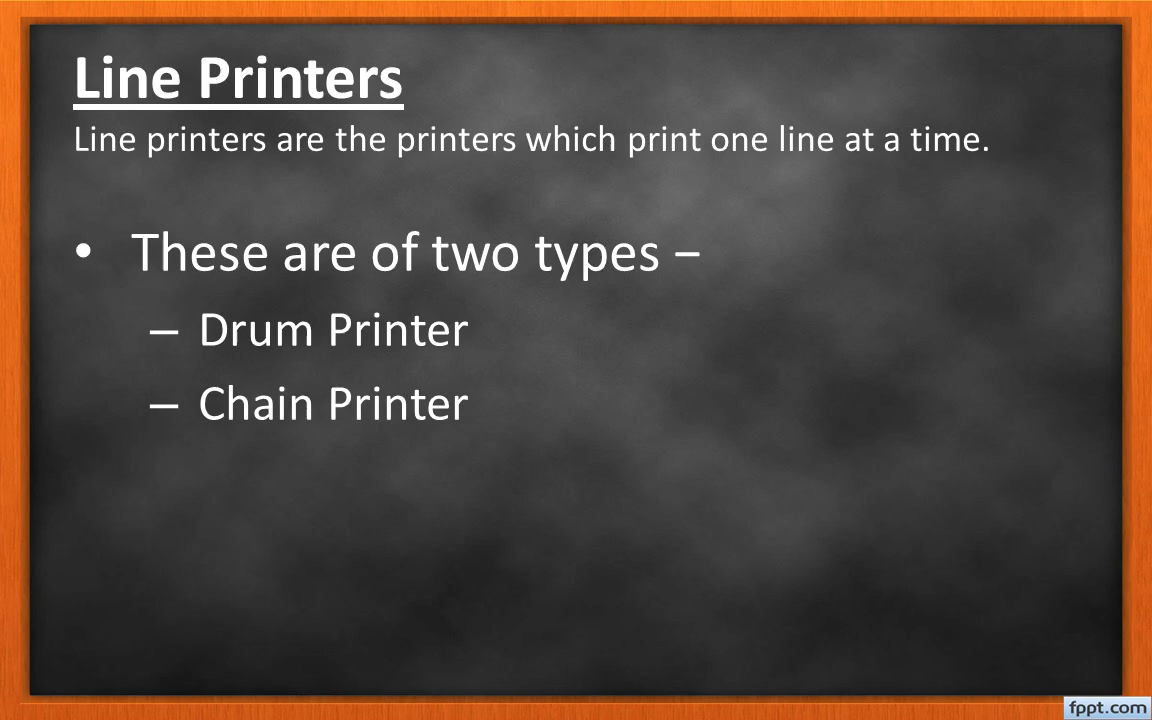 Line Printers
Line printers are the printers which print one line at a time.
• These are of two types −
– Drum Printer
– Chain Printer
fppt.com